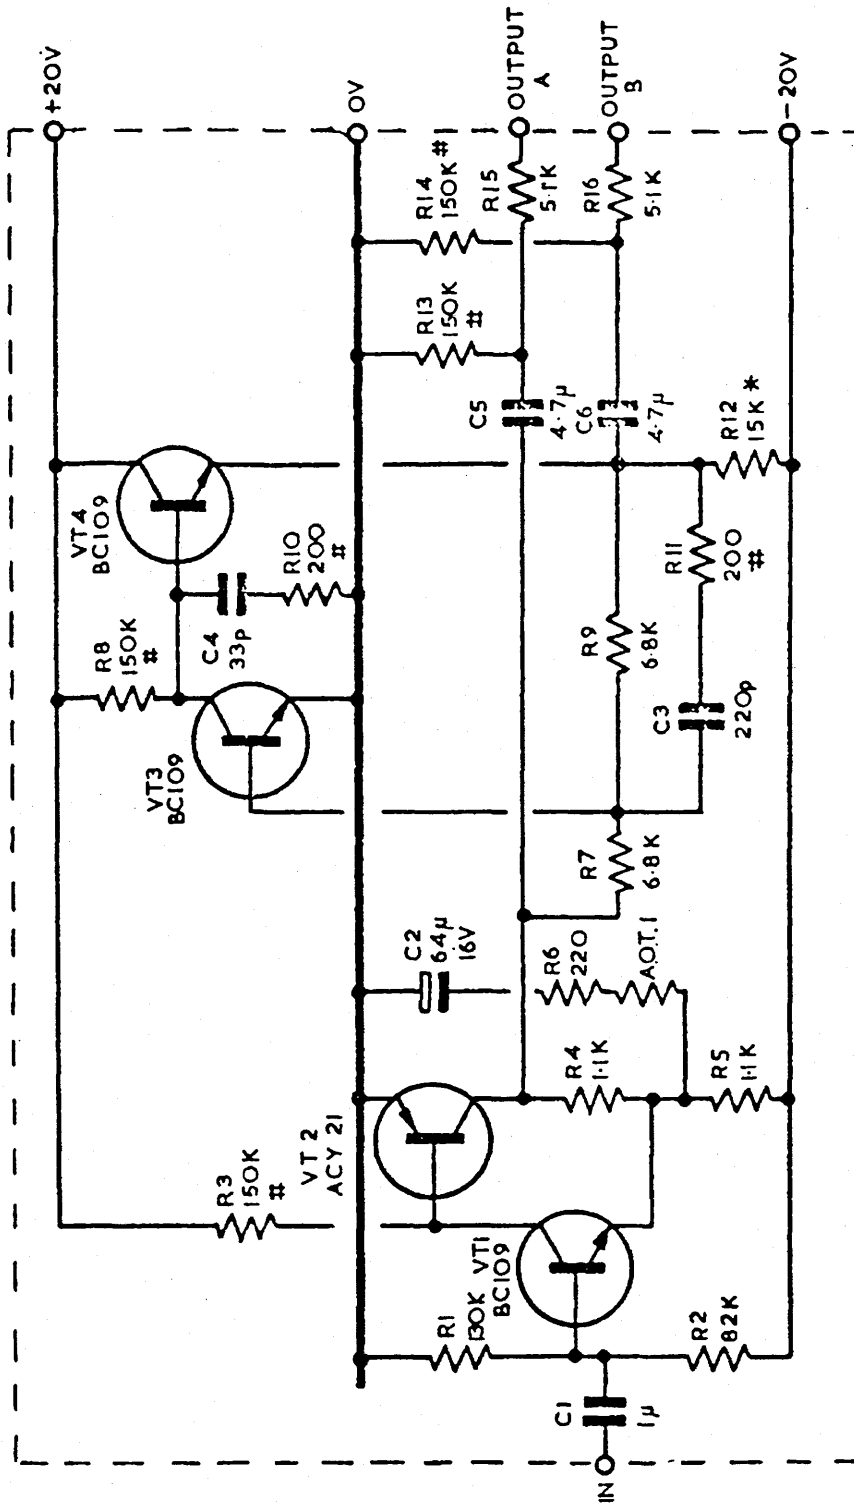 +20V
0V
OUTPUT
A
OUTPUT
B
-20V
R14
150K #
R15
5·1K
R16
5·1K
R13
150K
#
C5
4·7µ
C6
4·7µ
R12
15K *
VT4
BC109
R10
200
#
C4
33p
R11
200
#
R8
150K
#
R9
6·8K
C3
220p
VT3
BC109
R7
6·8K
C2
64µ
16V
R6
220
A.O.T. 1
R4
1·1K
R5
1·1K
VT2
ACY 21
R3
150K
#
VT1
BC109
R1
130K
R2
82K
C1
1µ
IN